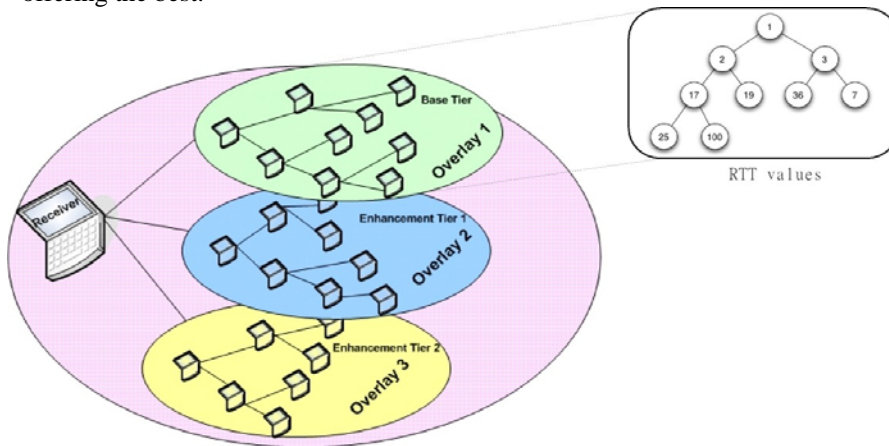 offering the best.
1
2
3
17
19
36
7
25
100
RTT values
Base Tier
Overlay 1
Receiver
Enhancement Tier 1
Overlay 2
Enhancement Tier 2
Overlay 3